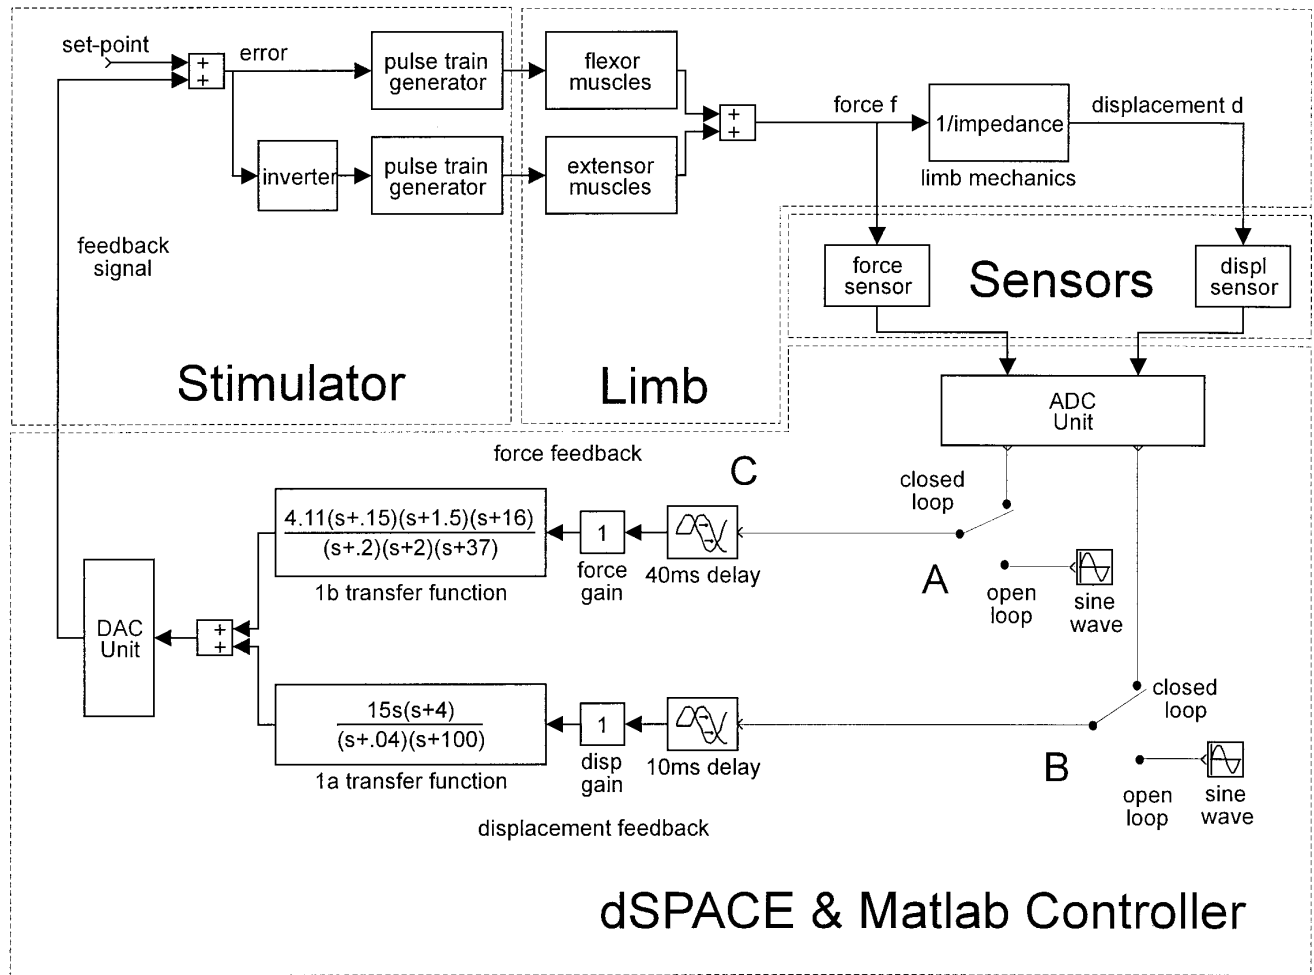 set-point
+
+
error
pulse train
generator
flexor
muscles
+
+
force f
1/impedance
limb mechanics
displacement d
inverter
pulse train
generator
extensor
muscles
feedback
signal
force
sensor
Sensors
displ
sensor
Stimulator
Limb
ADC
Unit
force feedback
C
closed
loop
4.11(s+.15)(s+1.5)(s+16)
(s+.2)(s+2)(s+37)
1b transfer function
1
force
gain
40ms delay
A
open
loop
sine
wave
DAC
Unit
+
+
closed
loop
15s(s+4)
(s+.04)(s+100)
1a transfer function
1
disp
gain
10ms delay
B
open
loop
sine
wave
displacement feedback
dSPACE & Matlab Controller